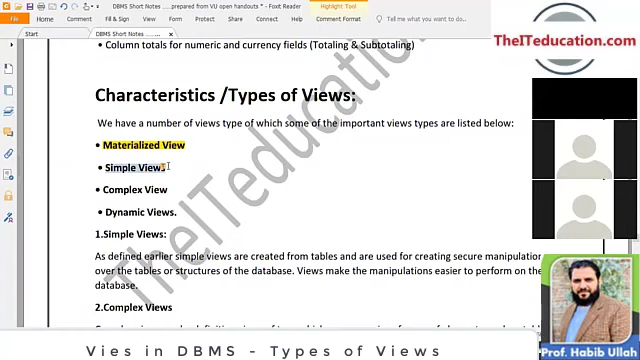 DBMS Short Notes ....prepared from VU open handouts * - Foxit Reader
Highlight Tool
File
Home
Comment
View
Form
Protect
Share
Help
Comment Format
Tell me what you want to do...
Start
DBMS Short Notes ....
TheITeducation.com
• Column totals for numeric and currency fields (Totaling & Subtotaling)
Characteristics /Types of Views:
We have a number of views type of which some of the important views types are listed below:
• Materialized View
• Simple Views
• Complex View
• Dynamic Views.
1.Simple Views:
As defined earlier simple views are created from tables and are used for creating secure manipulation
over the tables or structures of the database. Views make the manipulations easier to perform on the
database.
2.Complex Views
TheITeducation.com
Prof. Habib Ullah
Vies in DBMS - Types of Views